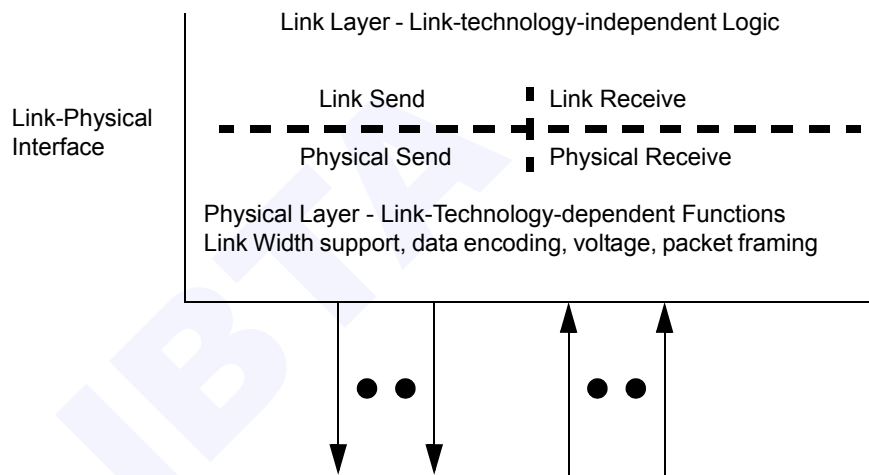 Link Layer - Link-technology-independent Logic
Link-Physical
Interface
Link Send
Link Receive
Physical Send
Physical Receive
Physical Layer - Link-Technology-dependent Functions
Link Width support, data encoding, voltage, packet framing
IBTA